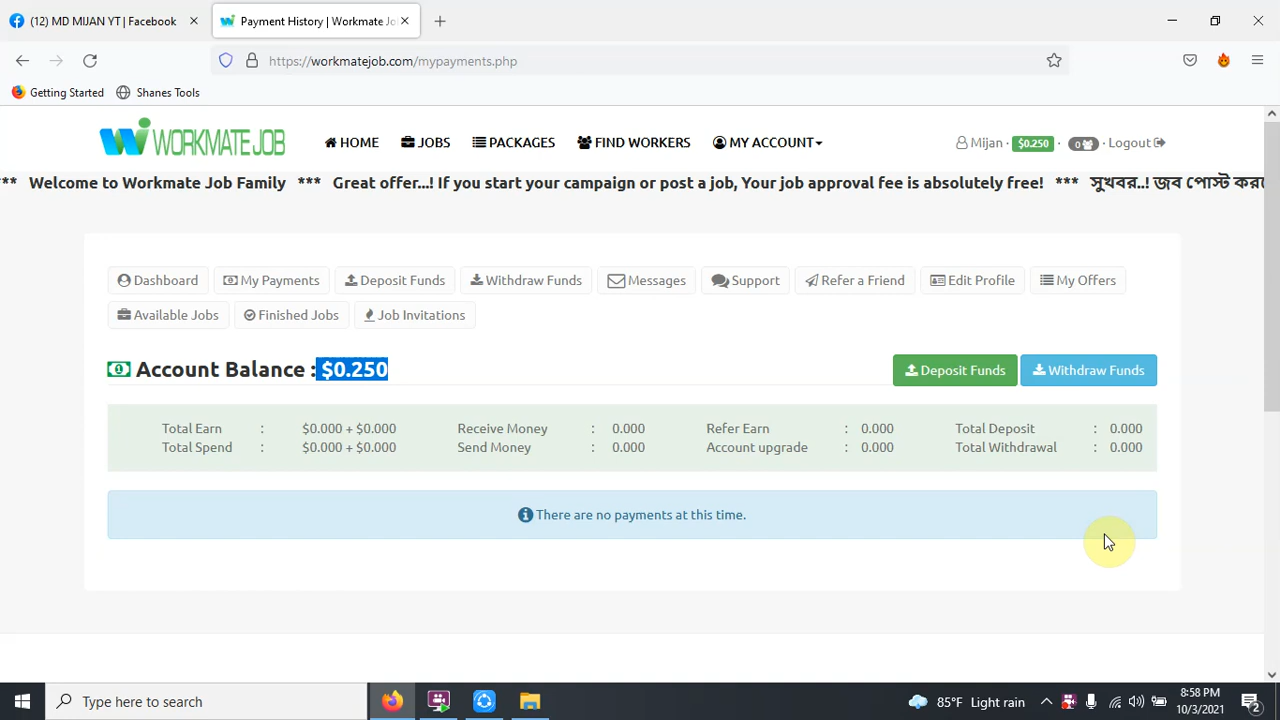 (12) MD MIJAN YT | Facebook
Payment History | Workmate Jo
https://workmatejob.com/mypayments.php
Getting Started
Shanes Tools
WORKMATE JOB
HOME
JOBS
PACKAGES
FIND WORKERS
MY ACCOUNT
Mijan · $0.250 · 0 · Logout
*** Welcome to Workmate Job Family *** Great offer...! If you start your campaign or post a job, Your job approval fee is absolutely free! *** সুখবর..! জব পোস্ট
Dashboard
My Payments
Deposit Funds
Withdraw Funds
Messages
Support
Refer a Friend
Edit Profile
My Offers
Available Jobs
Finished Jobs
Job Invitations
Account Balance : $0.250
Deposit Funds
Withdraw Funds
Total Earn : $0.000 + $0.000 Receive Money : 0.000 Refer Earn : 0.000 Total Deposit : 0.000
Total Spend : $0.000 + $0.000 Send Money : 0.000 Account upgrade : 0.000 Total Withdrawal : 0.000
There are no payments at this time.
Type here to search
85°F Light rain
8:58 PM
10/3/2021
2